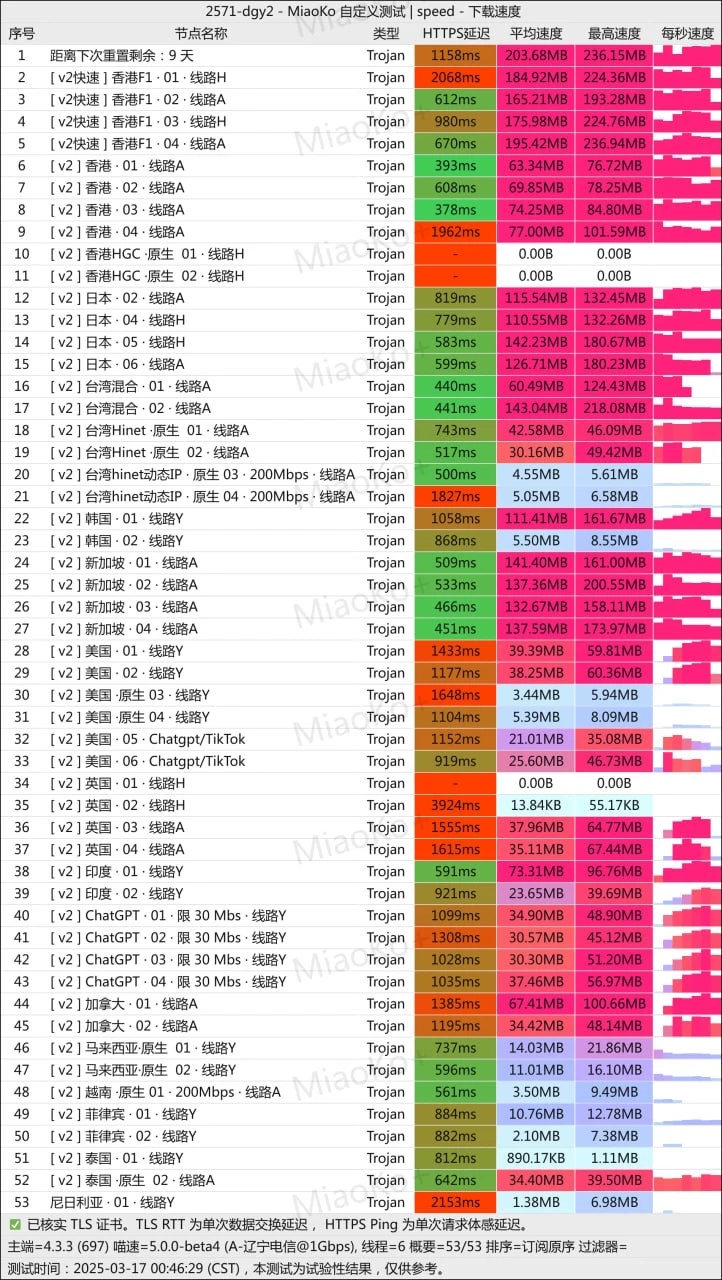 2571-dgy2 - MiaoKo 自定义测试 | speed - 下载速度
序号 节点名称 类型 HTTPS延迟 平均速度 最高速度 每秒速度
1 距离下次重置剩余：9 天 Trojan 1158ms 203.68MB 236.15MB
2 [ v2快速 ] 香港F1 · 01 · 线路H Trojan 2068ms 184.92MB 224.36MB
3 [ v2快速 ] 香港F1 · 02 · 线路A Trojan 612ms 165.21MB 193.28MB
4 [ v2快速 ] 香港F1 · 03 · 线路H Trojan 980ms 175.98MB 224.76MB
5 [ v2快速 ] 香港F1 · 04 · 线路A Trojan 670ms 195.42MB 236.94MB
6 [ v2 ] 香港 · 01 · 线路A Trojan 393ms 63.34MB 76.72MB
7 [ v2 ] 香港 · 02 · 线路A Trojan 608ms 69.85MB 78.25MB
8 [ v2 ] 香港 · 03 · 线路A Trojan 378ms 74.25MB 84.80MB
9 [ v2 ] 香港 · 04 · 线路A Trojan 1962ms 77.00MB 101.59MB
10 [ v2 ] 香港HGC ·原生 01 · 线路H Trojan - 0.00B 0.00B
11 [ v2 ] 香港HGC ·原生 02 · 线路H Trojan - 0.00B 0.00B
12 [ v2 ] 日本 · 02 · 线路A Trojan 819ms 115.54MB 132.45MB
13 [ v2 ] 日本 · 04 · 线路H Trojan 779ms 110.55MB 132.26MB
14 [ v2 ] 日本 · 05 · 线路H Trojan 583ms 142.23MB 180.67MB
15 [ v2 ] 日本 · 06 · 线路A Trojan 599ms 126.71MB 180.23MB
16 [ v2 ] 台湾混合 · 01 · 线路A Trojan 440ms 60.49MB 124.43MB
17 [ v2 ] 台湾混合 · 02 · 线路A Trojan 441ms 143.04MB 218.08MB
18 [ v2 ] 台湾Hinet ·原生 01 · 线路A Trojan 743ms 42.58MB 46.09MB
19 [ v2 ] 台湾Hinet ·原生 02 · 线路A Trojan 517ms 30.16MB 49.42MB
20 [ v2 ] 台湾hinet动态IP · 原生 03 · 200Mbps · 线路A Trojan 500ms 4.55MB 5.61MB
21 [ v2 ] 台湾hinet动态IP · 原生 04 · 200Mbps · 线路A Trojan 1827ms 5.05MB 6.58MB
22 [ v2 ] 韩国 · 01 · 线路Y Trojan 1058ms 111.41MB 161.67MB
23 [ v2 ] 韩国 · 02 · 线路Y Trojan 868ms 5.50MB 8.55MB
24 [ v2 ] 新加坡 · 01 · 线路A Trojan 509ms 141.40MB 161.00MB
25 [ v2 ] 新加坡 · 02 · 线路A Trojan 533ms 137.36MB 200.55MB
26 [ v2 ] 新加坡 · 03 · 线路A Trojan 466ms 132.67MB 158.11MB
27 [ v2 ] 新加坡 · 04 · 线路A Trojan 451ms 137.59MB 173.97MB
28 [ v2 ] 美国 · 01 · 线路Y Trojan 1433ms 39.39MB 59.81MB
29 [ v2 ] 美国 · 02 · 线路Y Trojan 1177ms 38.25MB 60.36MB
30 [ v2 ] 美国 ·原生 03 · 线路Y Trojan 1648ms 3.44MB 5.94MB
31 [ v2 ] 美国 ·原生 04 · 线路Y Trojan 1104ms 5.39MB 8.09MB
32 [ v2 ] 美国 · 05 · Chatgpt/TikTok Trojan 1152ms 21.01MB 35.08MB
33 [ v2 ] 美国 · 06 · Chatgpt/TikTok Trojan 919ms 25.60MB 46.73MB
34 [ v2 ] 英国 · 01 · 线路H Trojan - 0.00B 0.00B
35 [ v2 ] 英国 · 02 · 线路H Trojan 3924ms 13.84KB 55.17KB
36 [ v2 ] 英国 · 03 · 线路A Trojan 1555ms 37.96MB 64.77MB
37 [ v2 ] 英国 · 04 · 线路A Trojan 1615ms 35.11MB 67.44MB
38 [ v2 ] 印度 · 01 · 线路Y Trojan 591ms 73.31MB 96.76MB
39 [ v2 ] 印度 · 02 · 线路Y Trojan 921ms 23.65MB 39.69MB
40 [ v2 ] ChatGPT · 01 · 限 30 Mbs · 线路Y Trojan 1099ms 34.90MB 48.90MB
41 [ v2 ] ChatGPT · 02 · 限 30 Mbs · 线路Y Trojan 1308ms 30.57MB 45.12MB
42 [ v2 ] ChatGPT · 03 · 限 30 Mbs · 线路Y Trojan 1028ms 30.30MB 51.20MB
43 [ v2 ] ChatGPT · 04 · 限 30 Mbs · 线路Y Trojan 1035ms 37.46MB 56.97MB
44 [ v2 ] 加拿大 · 01 · 线路A Trojan 1385ms 67.41MB 100.66MB
45 [ v2 ] 加拿大 · 02 · 线路A Trojan 1195ms 34.42MB 48.14MB
46 [ v2 ] 马来西亚·原生 01 · 线路Y Trojan 737ms 14.03MB 21.86MB
47 [ v2 ] 马来西亚·原生 02 · 线路Y Trojan 596ms 11.01MB 16.10MB
48 [ v2 ] 越南 ·原生 01 · 200Mbps · 线路A Trojan 561ms 3.50MB 9.49MB
49 [ v2 ] 菲律宾 · 01 · 线路Y Trojan 884ms 10.76MB 12.78MB
50 [ v2 ] 菲律宾 · 02 · 线路Y Trojan 882ms 2.10MB 7.38MB
51 [ v2 ] 泰国 · 01 · 线路Y Trojan 812ms 890.17KB 1.11MB
52 [ v2 ] 泰国 ·原生 · 02 · 线路A Trojan 642ms 34.40MB 39.50MB
53 尼日利亚 · 01 · 线路Y Trojan 2153ms 1.38MB 6.98MB
✅ 已核实 TLS 证书。TLS RTT 为单次数据交换延迟 ， HTTPS Ping 为单次请求体感延迟。
主端=4.3.3 (697) 喵速=5.0.0-beta4 (A-辽宁电信@1Gbps), 线程=6 概要=53/53 排序=订阅原序 过滤器=
测试时间：2025-03-17 00:46:29 (CST)，本测试为试验性结果，仅供参考。